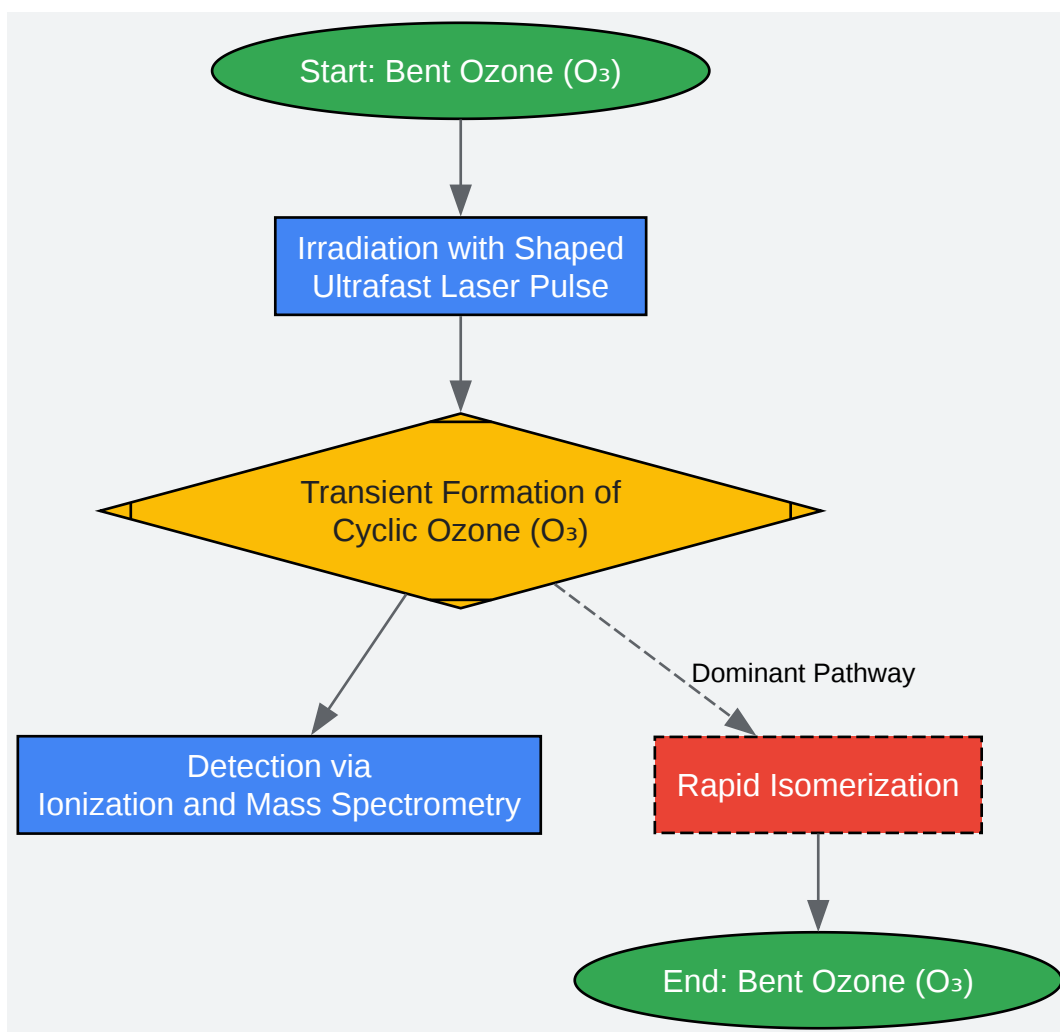 Start: Bent Ozone (O₃)
Irradiation with Shaped
Ultrafast Laser Pulse
Transient Formation of
Cyclic Ozone (O₃)
Dominant Pathway
Detection via
Ionization and Mass Spectrometry
Rapid Isomerization
End: Bent Ozone (O₃)